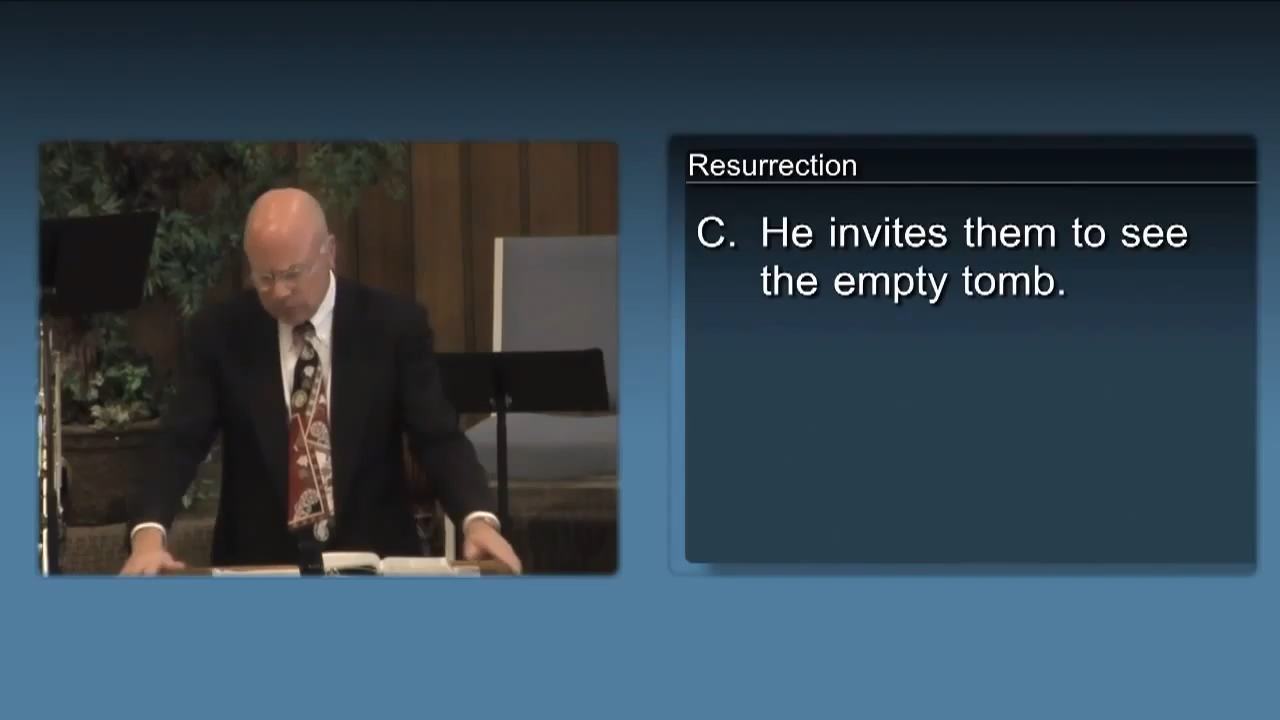 Resurrection
C. He invites them to see
the empty tomb.